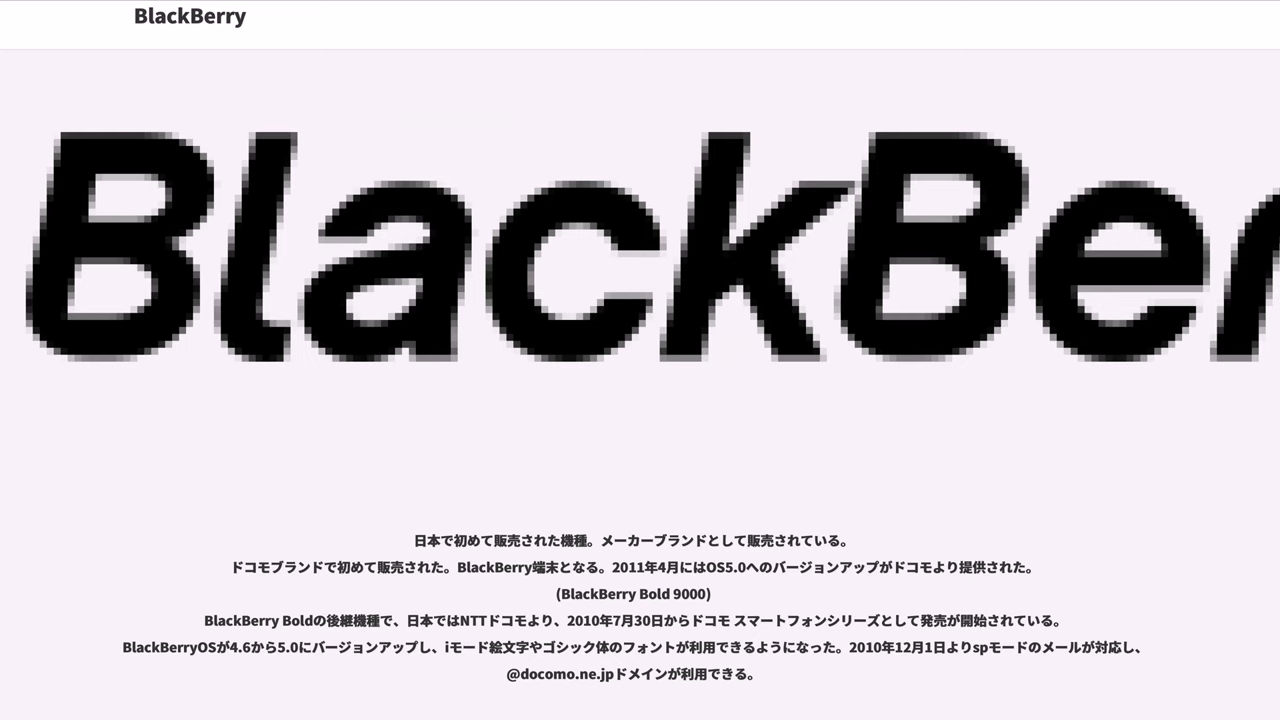 BlackBerry
BlackBer
日本で初めて販売された機種。メーカーブランドとして販売されている。
ドコモブランドで初めて販売された。BlackBerry端末となる。2011年4月にはOS5.0へのバージョンアップがドコモより提供された。
(BlackBerry Bold 9000)
BlackBerry Boldの後継機種で、日本ではNTTドコモより、2010年7月30日からドコモ スマートフォンシリーズとして発売が開始されている。
BlackBerryOSが4.6から5.0にバージョンアップし、iモード絵文字やゴシック体のフォントが利用できるようになった。2010年12月1日よりspモードのメールが対応し、
@docomo.ne.jpドメインが利用できる。